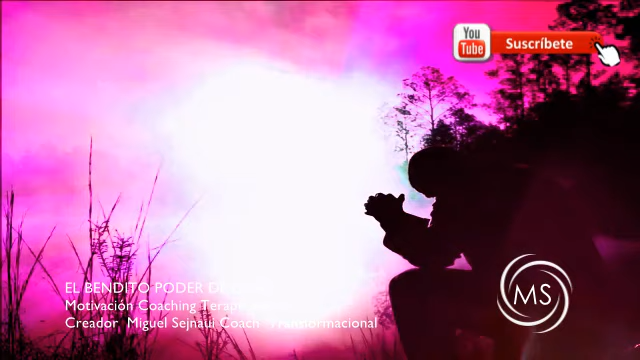 You
Tube
Suscríbete
EL BENDITO PODER
Motivación Coaching
Creador Miguel Sejnaui Coach
MS